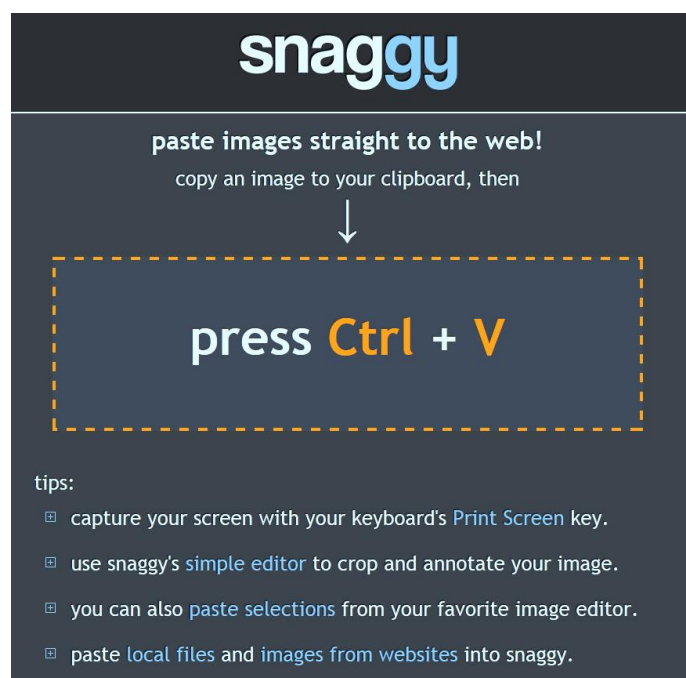 snaggy
paste images straight to the web!
copy an image to your clipboard, then
press Ctrl + V
tips:
capture your screen with your keyboard's Print Screen key.
use snaggy's simple editor to crop and annotate your image.
you can also paste selections from your favorite image editor.
paste local files and images from websites into snaggy.